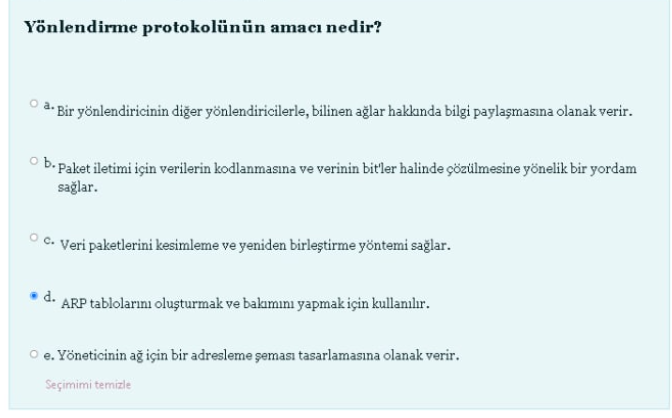 Yönlendirme protokolünün amacı nedir?
a. Bir yönlendiricinin diğer yönlendiricilerle, bilinen ağlar hakkında bilgi paylaşmasına olanak verir.
b. Paket iletimi için verilerin kodlanmasına ve verinin bit'ler halinde çözülmesine yönelik bir yordam
sağlar.
c. Veri paketlerini kesimleme ve yeniden birleştirme yöntemi sağlar.
d. ARP tablolarını oluşturmak ve bakımını yapmak için kullanılır.
e. Yöneticinin ağ için bir adresleme şeması tasarlamasına olanak verir.
Seçimimi temizle